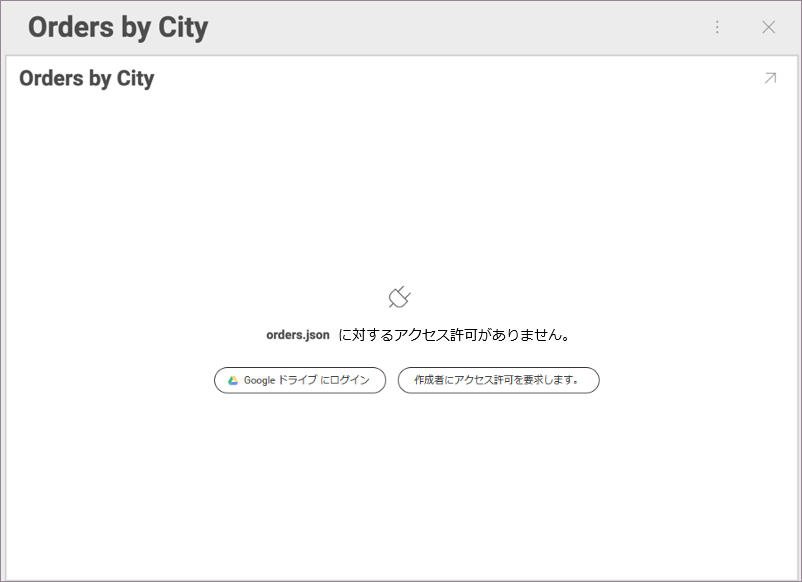 Orders by City
Orders by City
orders.json に対するアクセス許可がありません。
Google ドライブ にログイン
作成者にアクセス許可を要求します。